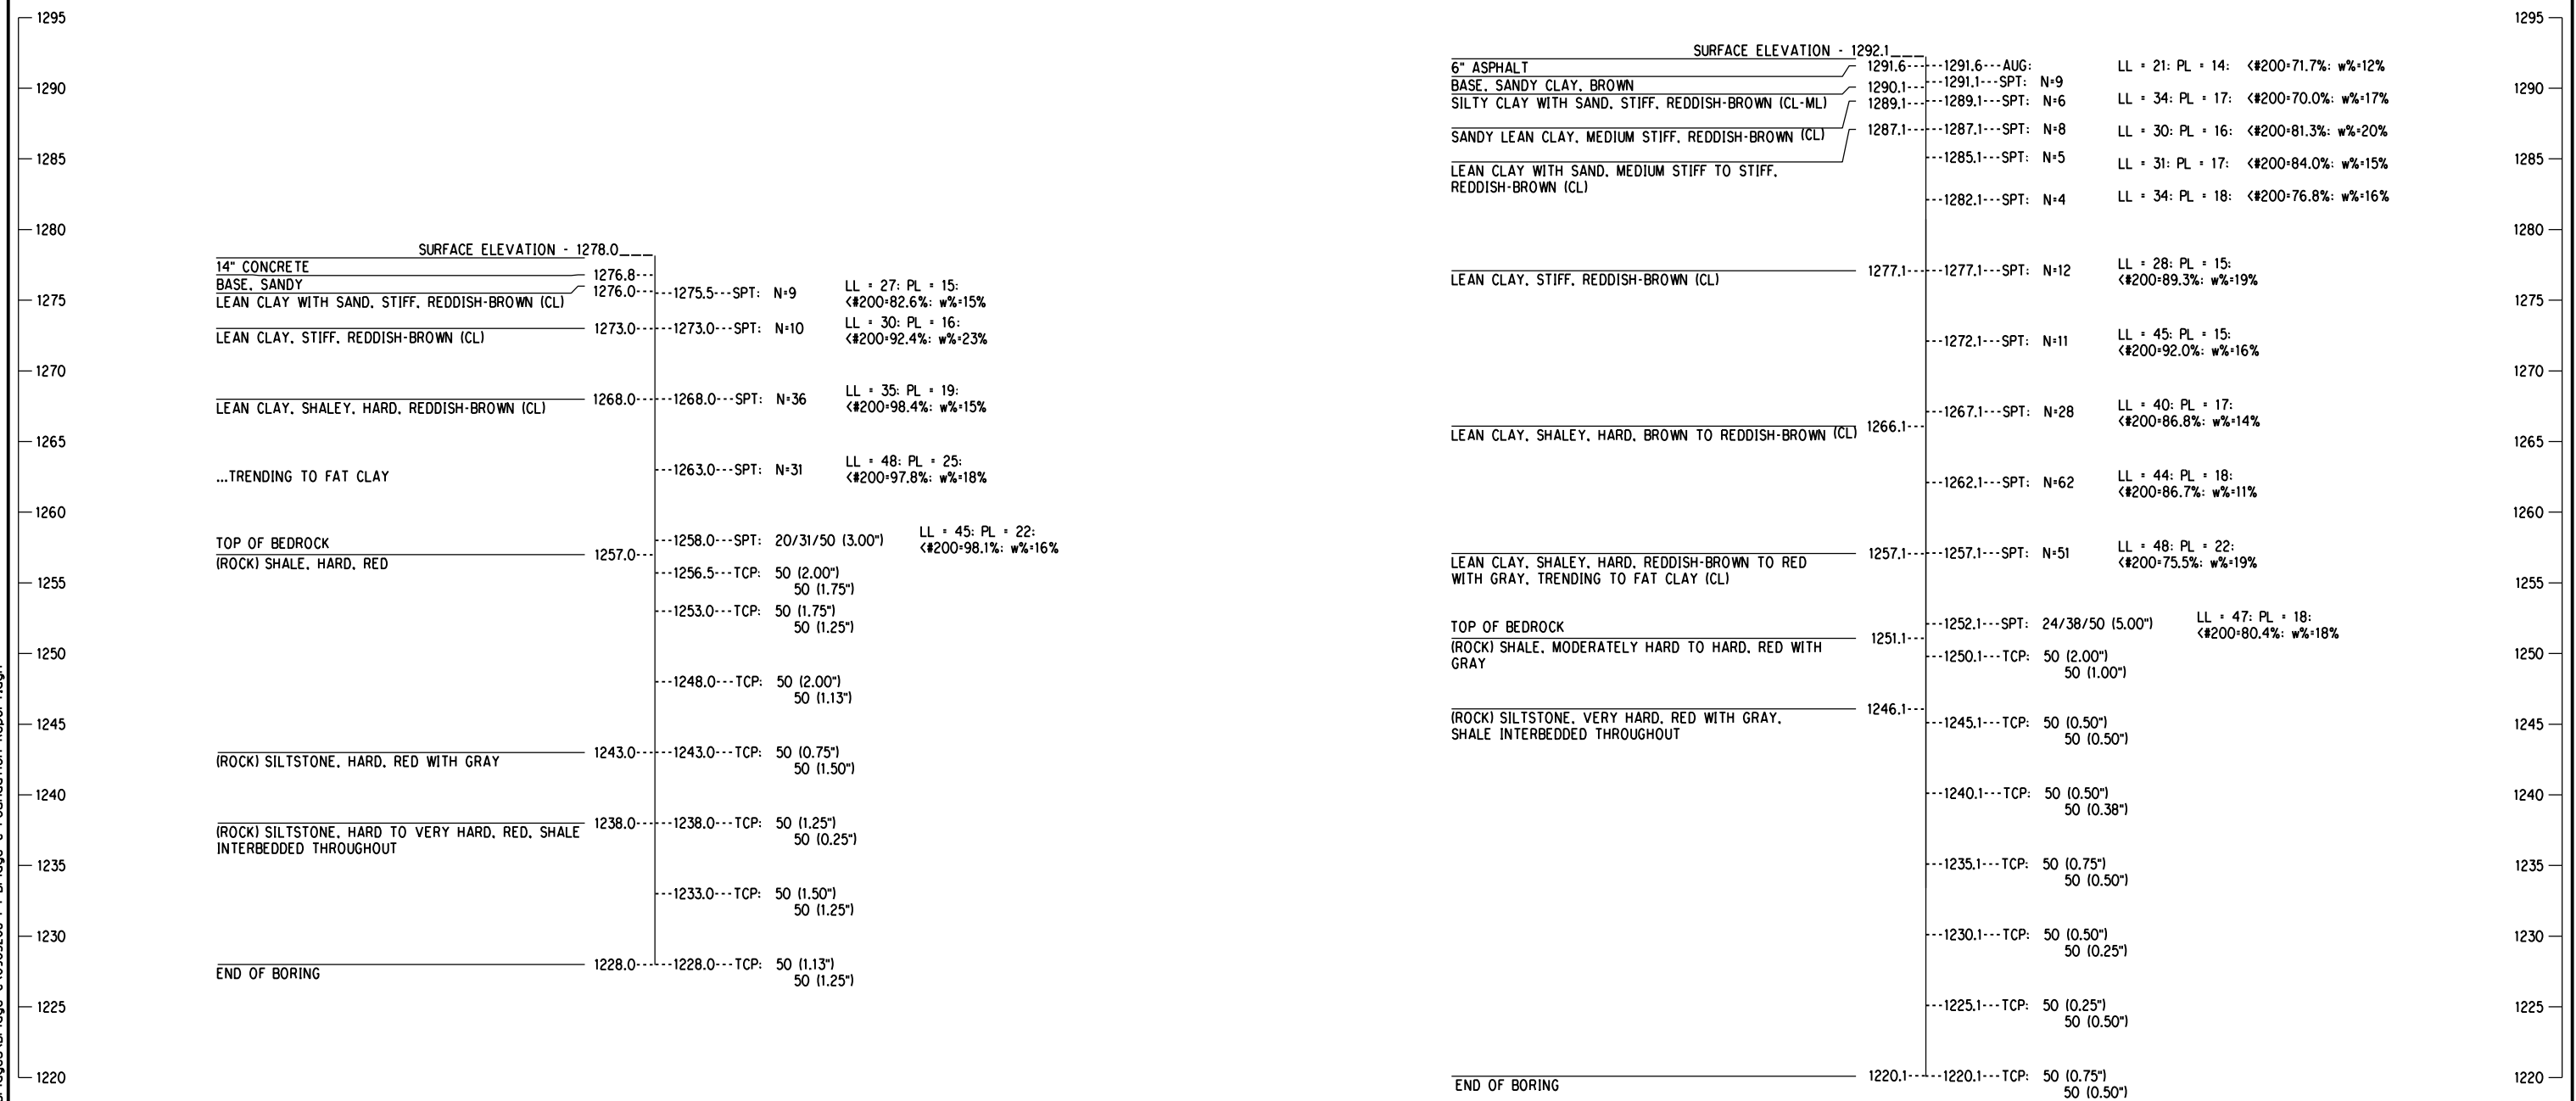 1295
1290
1285
1280
1275
1270
1265
1260
1255
1250
1245
1240
1235
1230
1225
1220
SURFACE ELEVATION - 1278.0
14" CONCRETE
1276.8
BASE, SANDY
1276.0
LEAN CLAY WITH SAND, STIFF, REDDISH-BROWN (CL)
1275.5---SPT: N=9
LL = 27: PL = 15:
<#200=82.6%: w%=15%
1273.0
1273.0---SPT: N=10
LL = 30: PL = 16:
<#200=92.4%: w%=23%
LEAN CLAY, STIFF, REDDISH-BROWN (CL)
1268.0
1268.0---SPT: N=36
LL = 35: PL = 19:
<#200=98.4%: w%=15%
LEAN CLAY, SHALEY, HARD, REDDISH-BROWN (CL)
1263.0---SPT: N=31
LL = 48: PL = 25:
<#200=97.8%: w%=18%
...TRENDING TO FAT CLAY
1258.0---SPT: 20/31/50 (3.00")
LL = 45: PL = 22:
<#200=98.1%: w%=16%
TOP OF BEDROCK
1257.0
(ROCK) SHALE, HARD, RED
1256.5---TCP: 50 (2.00")
50 (1.75")
1253.0---TCP: 50 (1.75")
50 (1.25")
1248.0---TCP: 50 (2.00")
50 (1.13")
1243.0
1243.0---TCP: 50 (0.75")
50 (1.50")
(ROCK) SILTSTONE, HARD, RED WITH GRAY
1238.0
1238.0---TCP: 50 (1.25")
50 (0.25")
(ROCK) SILTSTONE, HARD TO VERY HARD, RED, SHALE
INTERBEDDED THROUGHOUT
1233.0---TCP: 50 (1.50")
50 (1.25")
1228.0
1228.0---TCP: 50 (1.13")
50 (1.25")
END OF BORING
SURFACE ELEVATION - 1292.1
6" ASPHALT
1291.6
1291.6---AUG:
LL = 21: PL = 14: <#200=71.7%: w%=12%
BASE, SANDY CLAY, BROWN
1290.1
1291.1---SPT: N=9
SILTY CLAY WITH SAND, STIFF, REDDISH-BROWN (CL-ML)
1289.1
1289.1---SPT: N=6
LL = 34: PL = 17: <#200=70.0%: w%=17%
SANDY LEAN CLAY, MEDIUM STIFF, REDDISH-BROWN (CL)
1287.1
1287.1---SPT: N=8
LL = 30: PL = 16: <#200=81.3%: w%=20%
1285.1---SPT: N=5
LL = 31: PL = 17: <#200=84.0%: w%=15%
LEAN CLAY WITH SAND, MEDIUM STIFF TO STIFF,
REDDISH-BROWN (CL)
1282.1---SPT: N=4
LL = 34: PL = 18: <#200=76.8%: w%=16%
1277.1
1277.1---SPT: N=12
LL = 28: PL = 15:
<#200=89.3%: w%=19%
LEAN CLAY, STIFF, REDDISH-BROWN (CL)
1272.1---SPT: N=11
LL = 45: PL = 15:
<#200=92.0%: w%=16%
1267.1---SPT: N=28
LL = 40: PL = 17:
<#200=86.8%: w%=14%
1266.1
LEAN CLAY, SHALEY, HARD, BROWN TO REDDISH-BROWN (CL)
1262.1---SPT: N=62
LL = 44: PL = 18:
<#200=86.7%: w%=11%
1257.1
1257.1---SPT: N=51
LL = 48: PL = 22:
<#200=75.5%: w%=19%
LEAN CLAY, SHALEY, HARD, REDDISH-BROWN TO RED
WITH GRAY, TRENDING TO FAT CLAY (CL)
1252.1---SPT: 24/38/50 (5.00")
LL = 47: PL = 18:
<#200=80.4%: w%=18%
TOP OF BEDROCK
1251.1
(ROCK) SHALE, MODERATELY HARD TO HARD, RED WITH
GRAY
1250.1---TCP: 50 (2.00")
50 (1.00")
1246.1
(ROCK) SILTSTONE, VERY HARD, RED WITH GRAY,
SHALE INTERBEDDED THROUGHOUT
1245.1---TCP: 50 (0.50")
50 (0.50")
1240.1---TCP: 50 (0.50")
50 (0.38")
1235.1---TCP: 50 (0.75")
50 (0.50")
1230.1---TCP: 50 (0.50")
50 (0.25")
1225.1---TCP: 50 (0.25")
50 (0.50")
1220.1
1220.1---TCP: 50 (0.75")
50 (0.50")
END OF BORING
1295
1290
1285
1280
1275
1270
1265
1260
1255
1250
1245
1240
1235
1230
1225
1220